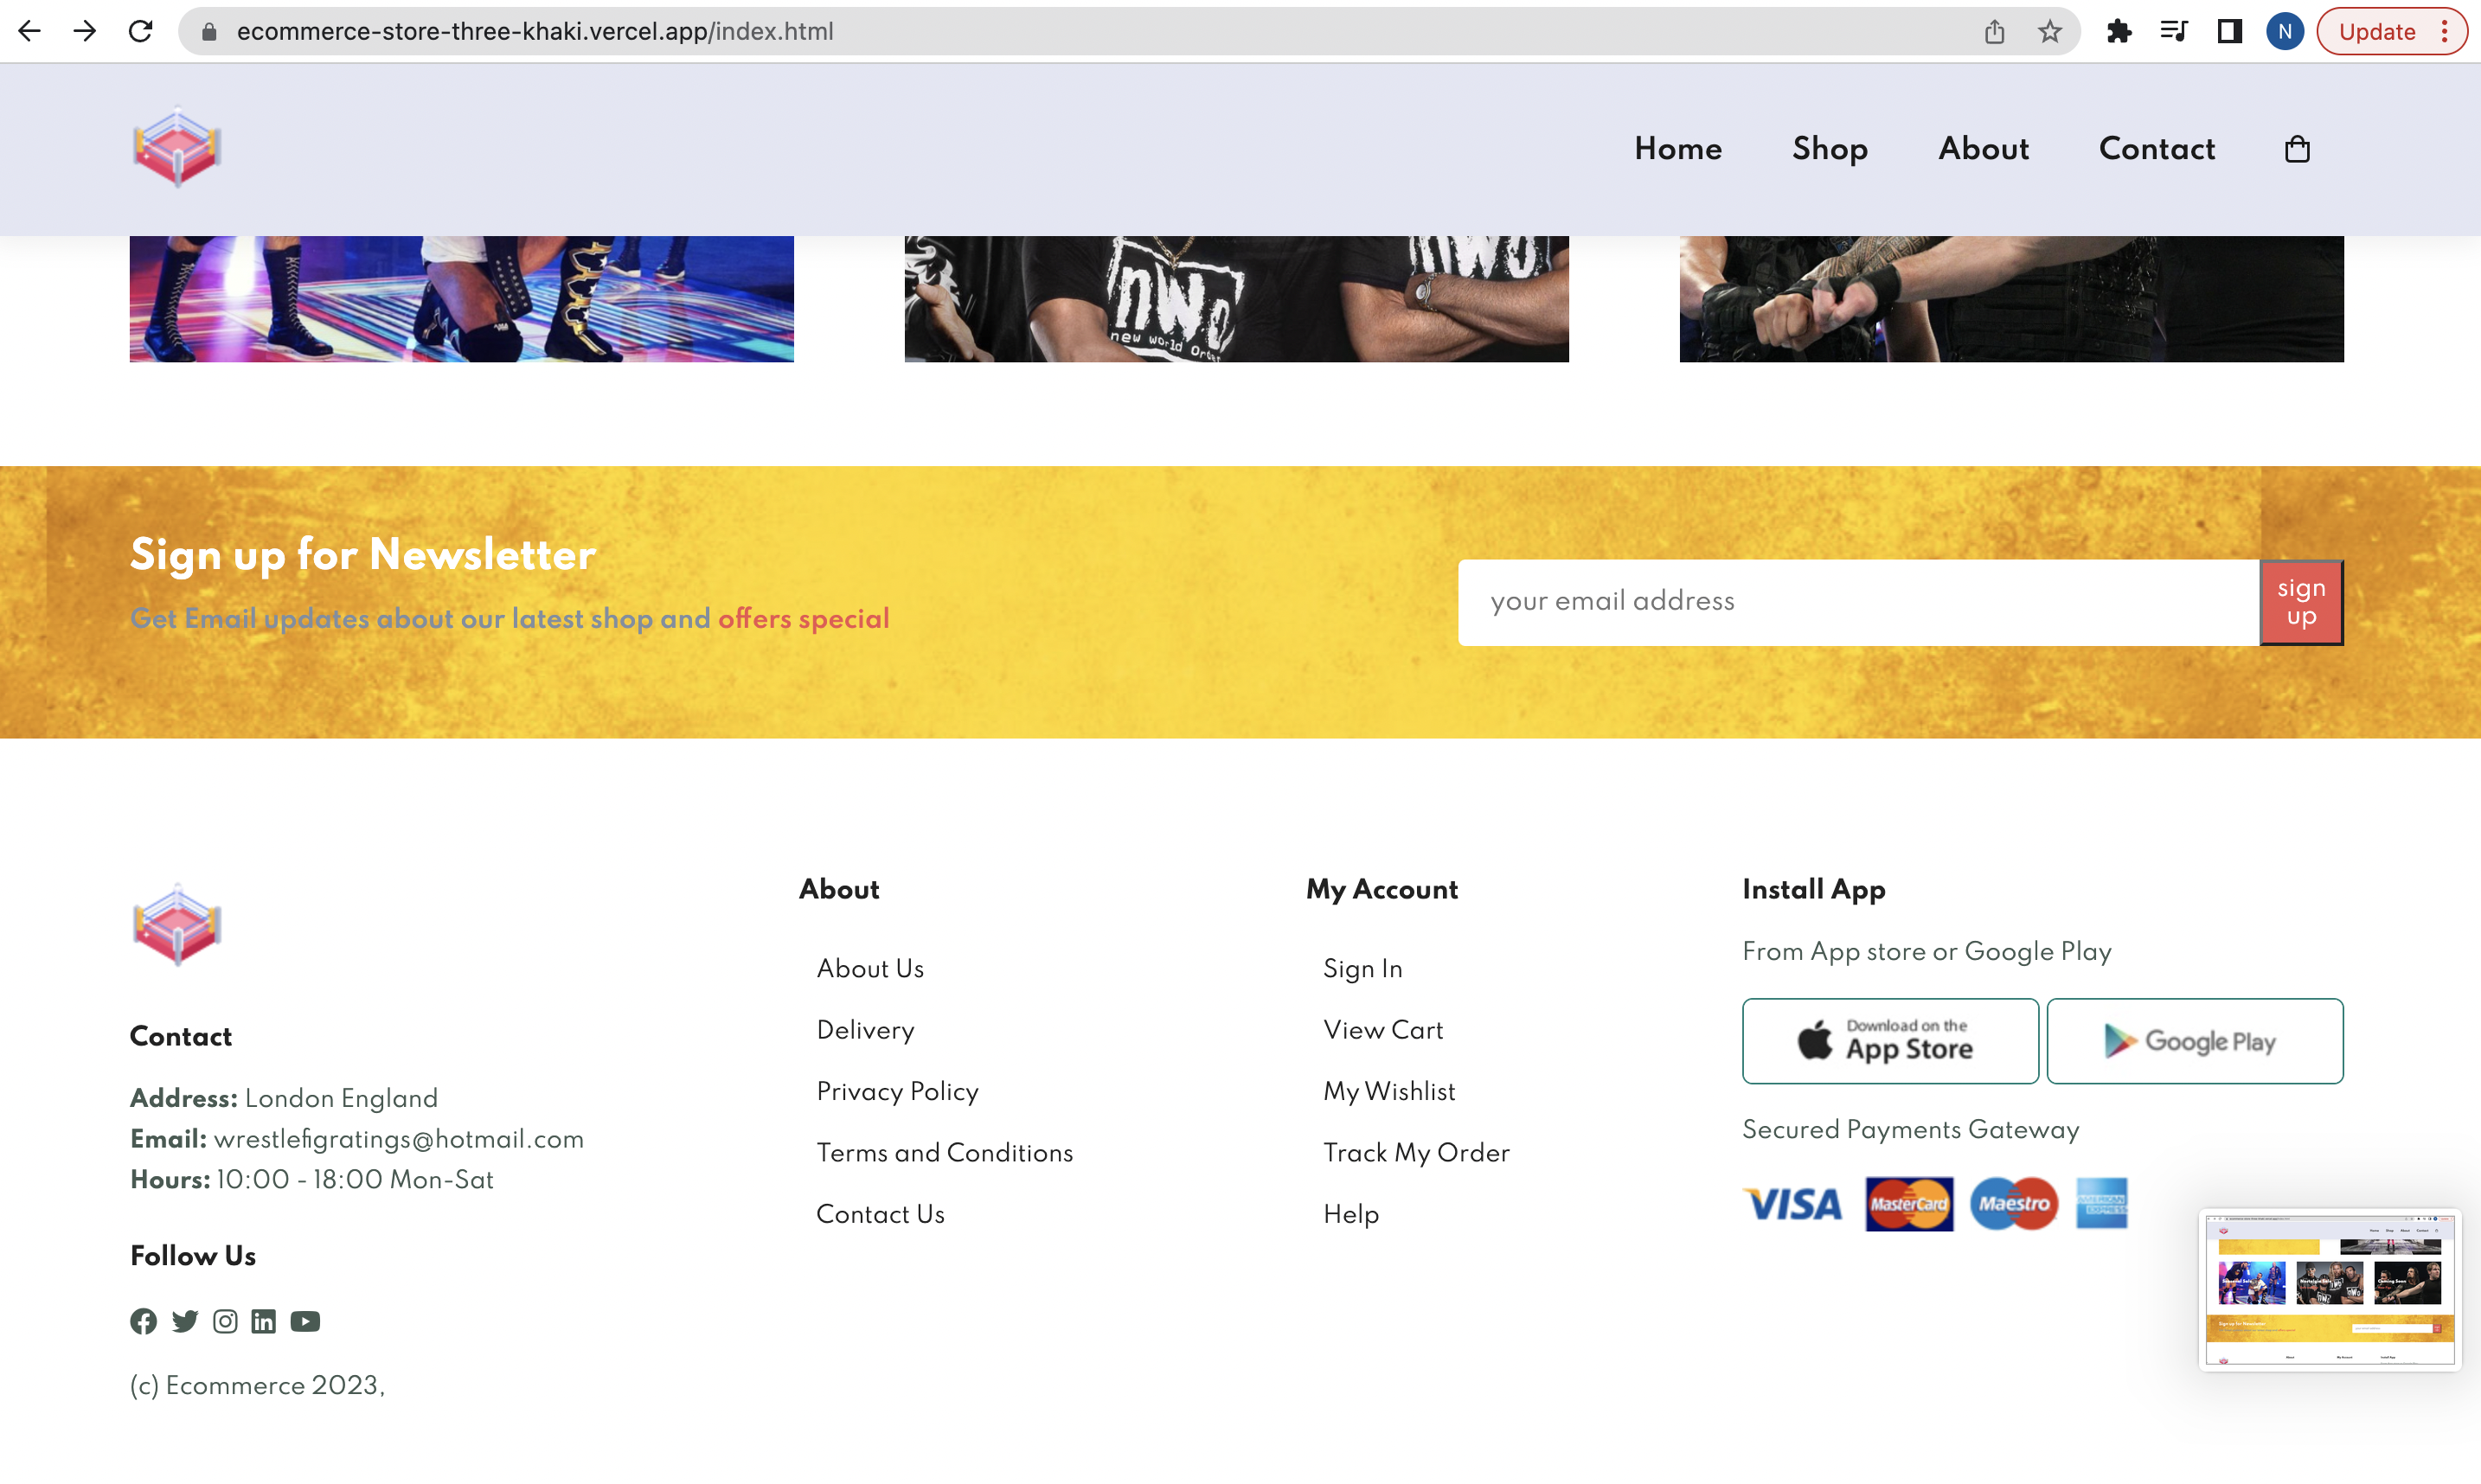 ecommerce-store-three-khaki.vercel.app/index.html
N
Update
Home
Shop
About
Contact
nWo
new world Order
nWo
Sign up for Newsletter
Get Email updates about our latest shop and offers special
your email address
sign
up
Contact
Address: London England
Email: wrestlefigratings@hotmail.com
Hours: 10:00 - 18:00 Mon-Sat
Follow Us
(c) Ecommerce 2023,
About
About Us
Delivery
Privacy Policy
Terms and Conditions
Contact Us
My Account
Sign In
View Cart
My Wishlist
Track My Order
Help
Install App
From App store or Google Play
Download on the
App Store
Google Play
Secured Payments Gateway
VISA
MasterCard
Maestro
AMERICAN
EXPRESS